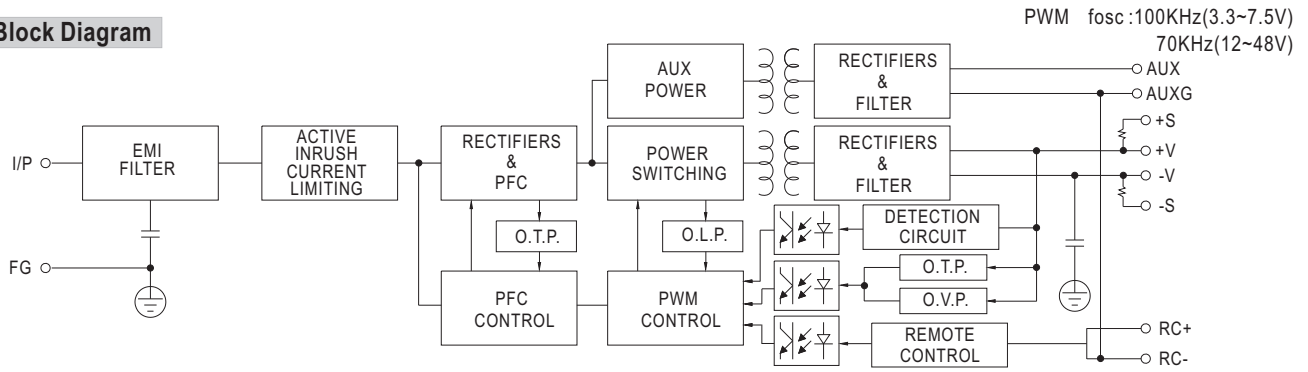 Block Diagram
PWM fosc :100KHz(3.3~7.5V)
70KHz(12~48V)
I/P
EMI
FILTER
ACTIVE
INRUSH
CURRENT
LIMITING
RECTIFIERS
&
PFC
AUX
POWER
RECTIFIERS
&
FILTER
AUX
AUXG
POWER
SWITCHING
RECTIFIERS
&
FILTER
+S
+V
-V
-S
O.T.P.
O.L.P.
DETECTION
CIRCUIT
O.T.P.
O.V.P.
FG
PFC
CONTROL
PWM
CONTROL
REMOTE
CONTROL
RC+
RC-